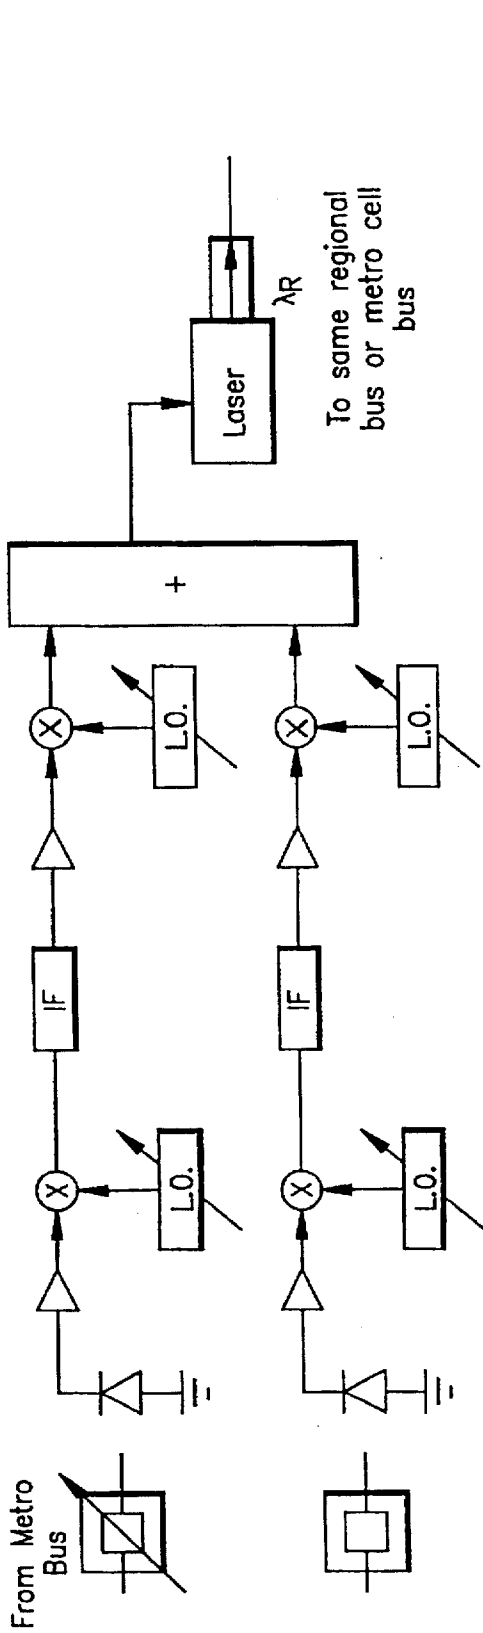 From Metro
Bus
X
L.O.
IF
X
L.O.
X
L.O.
IF
X
L.O.
+
Laser
λR
To same regional
bus or metro cell
bus